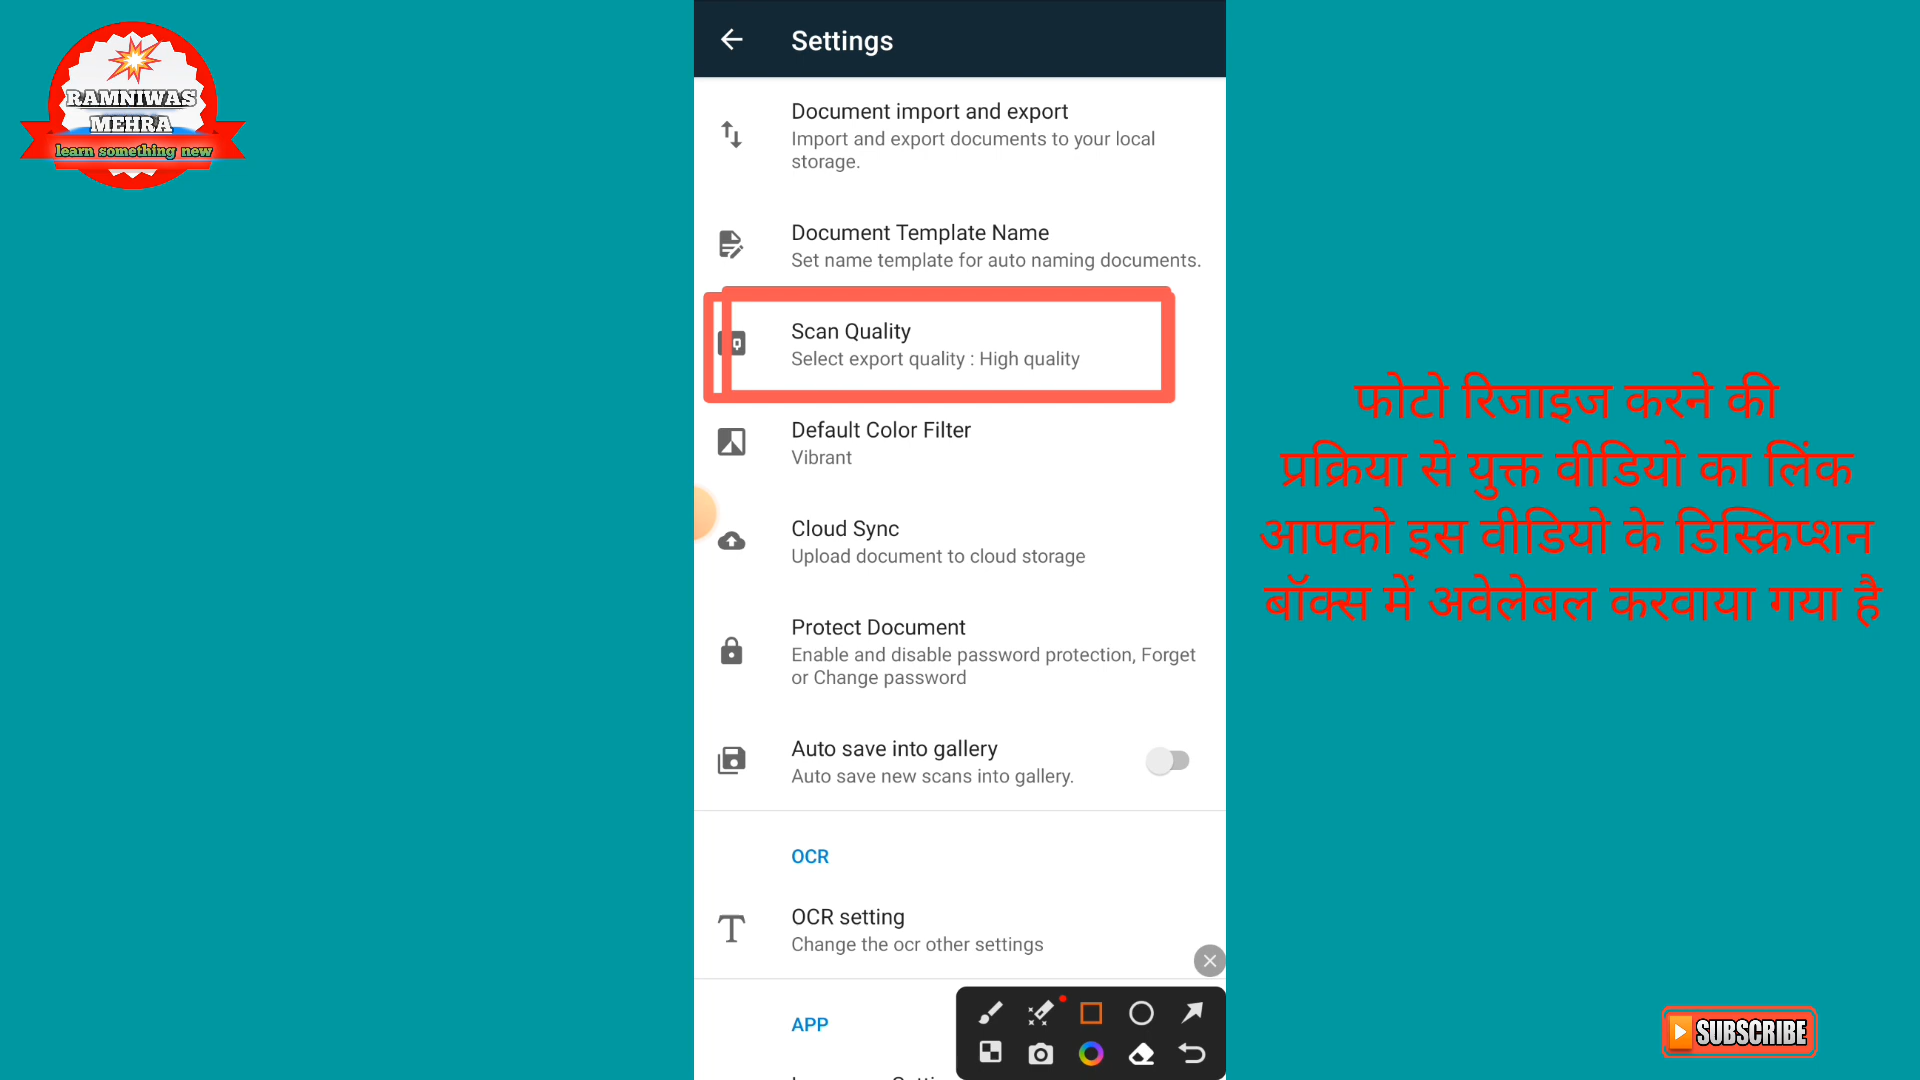 RAMNIWAS
MEHRA
learn something new
Settings
Document import and export
Import and export documents to your local
storage.
Document Template Name
Set name template for auto naming documents.
Scan Quality
Select export quality : High quality
Default Color Filter
Vibrant
Cloud Sync
Upload document to cloud storage
Protect Document
Enable and disable password protection, Forget
or Change password
Auto save into gallery
Auto save new scans into gallery.
OCR
OCR setting
Change the ocr other settings
APP
फोटो रिजाइज करने की
प्रक्रिया से युक्त वीडियो का लिंक
आपको इस वीडियो के डिस्क्रिप्शन
बॉक्स में अवेलेबल करवाया गया है
SUBSCRIBE